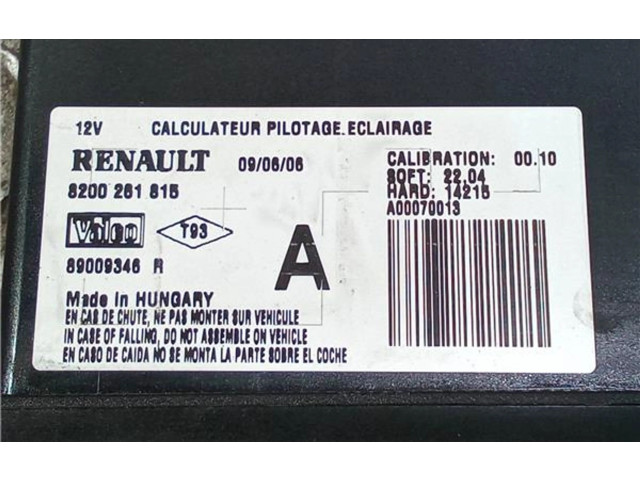 12V CALCULATEUR PILOTAGE.ECLAIRAGE
RENAULT 09/06/06
8200 261 815
Valeo T93
89009346 R
A
CALIBRATION: 00.10
SOFT: 22.04
HARD: 14215
A00070013
Made in HUNGARY
EN CAS DE CHUTE, NE PAS MONTER SUR VEHICULE
IN CASE OF FALLING, DO NOT ASSEMBLE ON VEHICLE
EN CASO DE CAIDA NO SE MONTA LA PARTE SOBRE EL COCHE